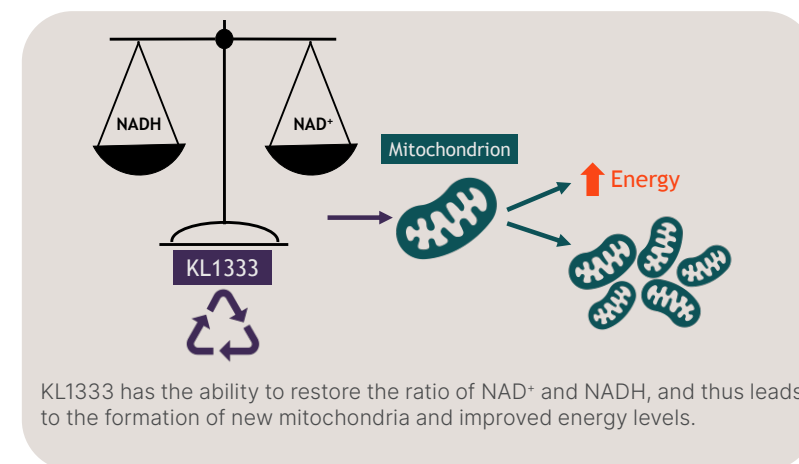 NADH
NAD⁺
Mitochondrion
Energy
KL1333
KL1333 has the ability to restore the ratio of NAD⁺ and NADH, and thus leads
to the formation of new mitochondria and improved energy levels.